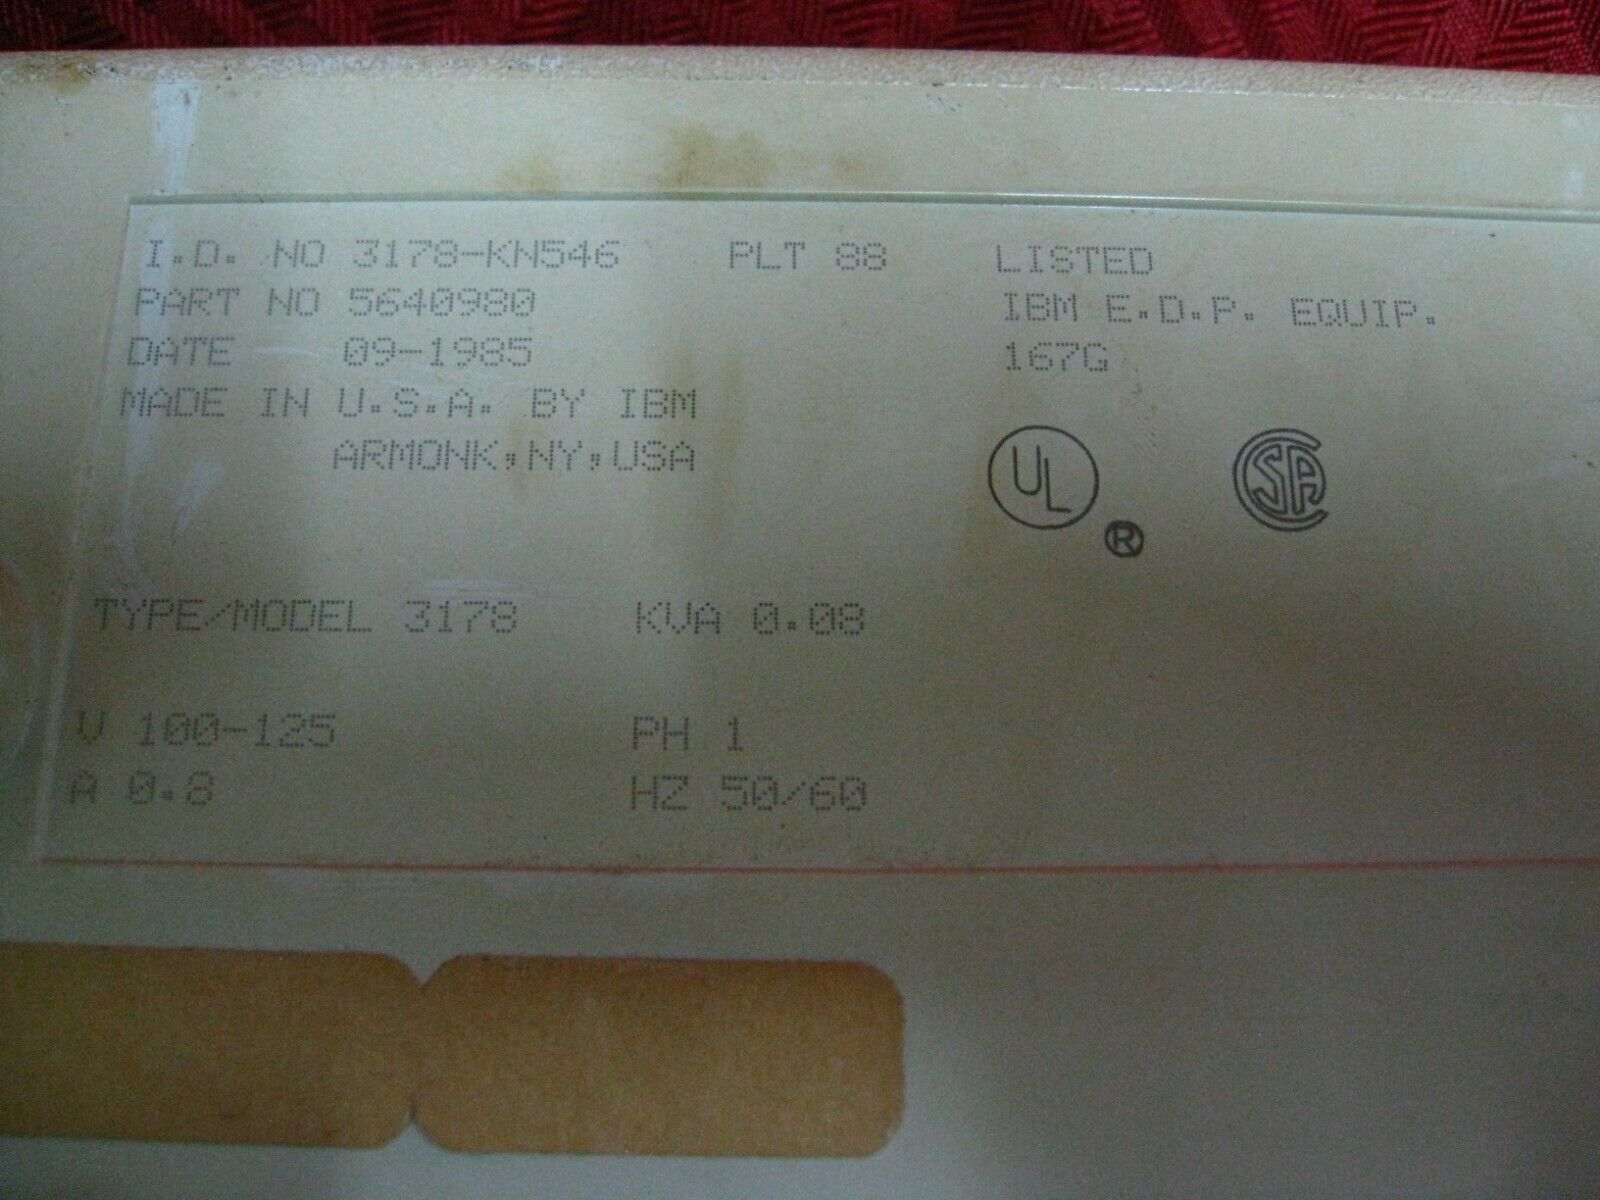 I.D. NO 3178-KN546 PLT 88
PART NO 5640980
DATE 09-1985
MADE IN U.S.A. BY IBM
ARMONK, NY, USA
LISTED
IBM E.D.P. EQUIP.
167G
UL ®
CSA
TYPE/MODEL 3178 KVA 0.08
V 100-125 PH 1
A 0.8 HZ 50/60